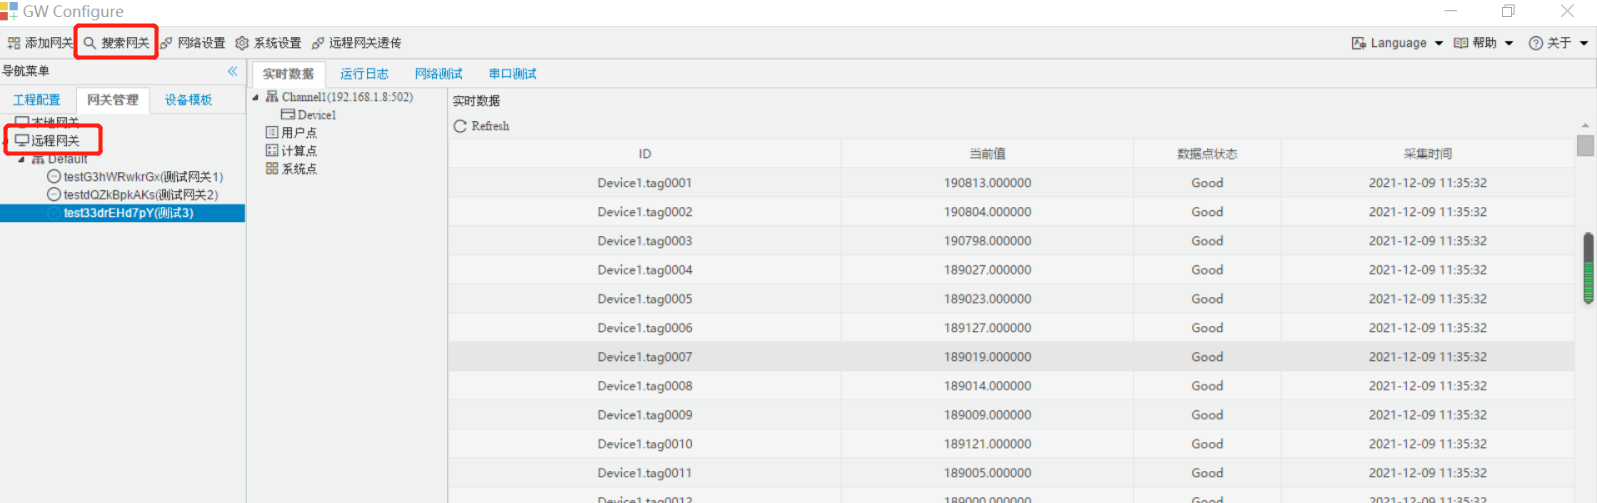 GW Configure
添加网关 搜索网关 网络设置 系统设置 远程网关透传 Language 帮助 关于
导航菜单
工程配置 网关管理 设备模板
本地网关
远程网关
Default
testG3hWRwkrGx(测试网关1)
testdQZkBpkAKs(测试网关2)
test33drEHd7pY(测试3)
实时数据 运行日志 网络测试 串口测试
Channel1(192.168.1.8:502)
Device1
用户点
计算点
系统点
实时数据
Refresh
ID 当前值 数据点状态 采集时间
Device1.tag0001 190813.000000 Good 2021-12-09 11:35:32
Device1.tag0002 190804.000000 Good 2021-12-09 11:35:32
Device1.tag0003 190798.000000 Good 2021-12-09 11:35:32
Device1.tag0004 189027.000000 Good 2021-12-09 11:35:32
Device1.tag0005 189023.000000 Good 2021-12-09 11:35:32
Device1.tag0006 189127.000000 Good 2021-12-09 11:35:32
Device1.tag0007 189019.000000 Good 2021-12-09 11:35:32
Device1.tag0008 189014.000000 Good 2021-12-09 11:35:32
Device1.tag0009 189009.000000 Good 2021-12-09 11:35:32
Device1.tag0010 189121.000000 Good 2021-12-09 11:35:32
Device1.tag0011 189005.000000 Good 2021-12-09 11:35:32
Device1.tag0012 189000.000000 Good 2021-12-09 11:35:32